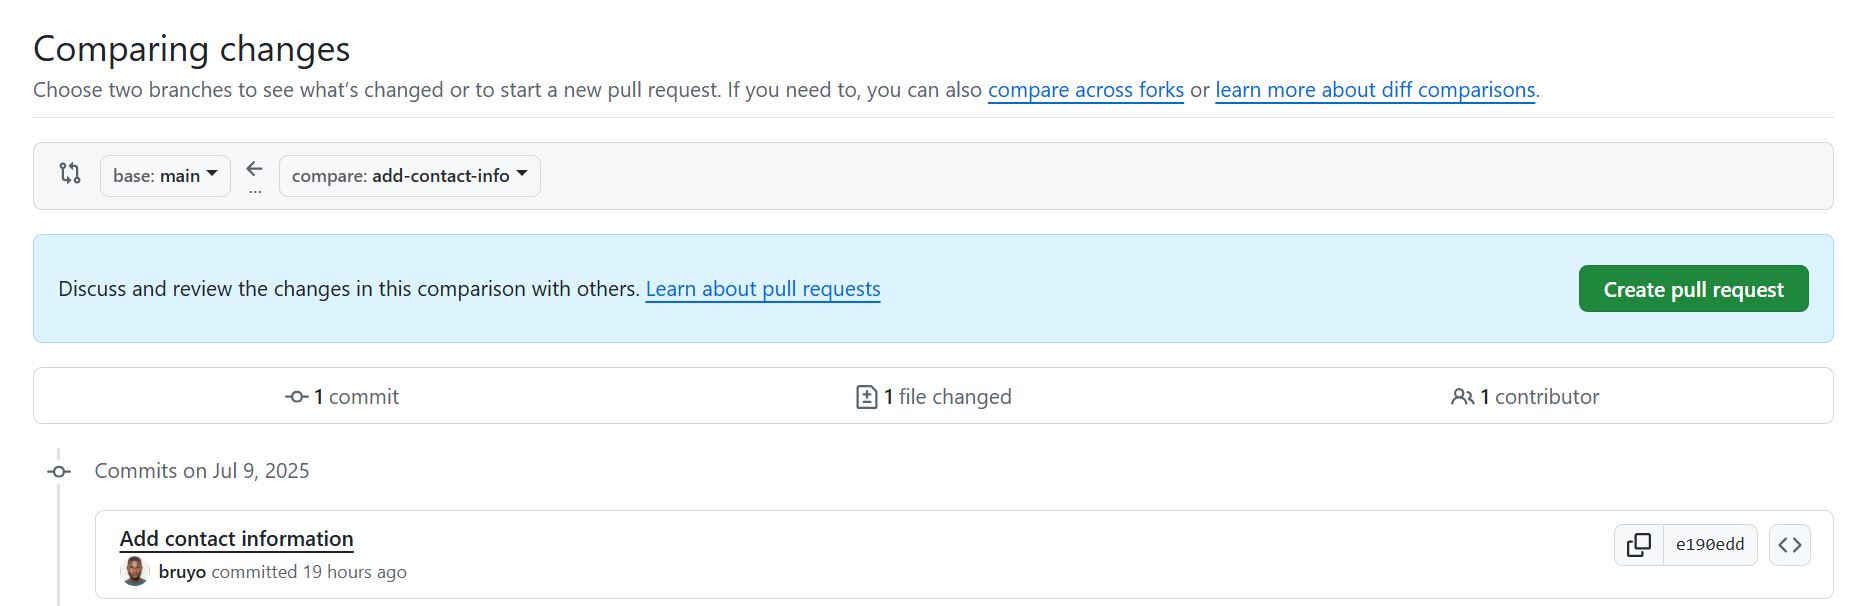 Comparing changes
Choose two branches to see what’s changed or to start a new pull request. If you need to, you can also compare across forks or learn more about diff comparisons.
base: main ← compare: add-contact-info
...
Discuss and review the changes in this comparison with others. Learn about pull requests
Create pull request
1 commit
1 file changed
1 contributor
Commits on Jul 9, 2025
Add contact information
e190edd
bruyo committed 19 hours ago